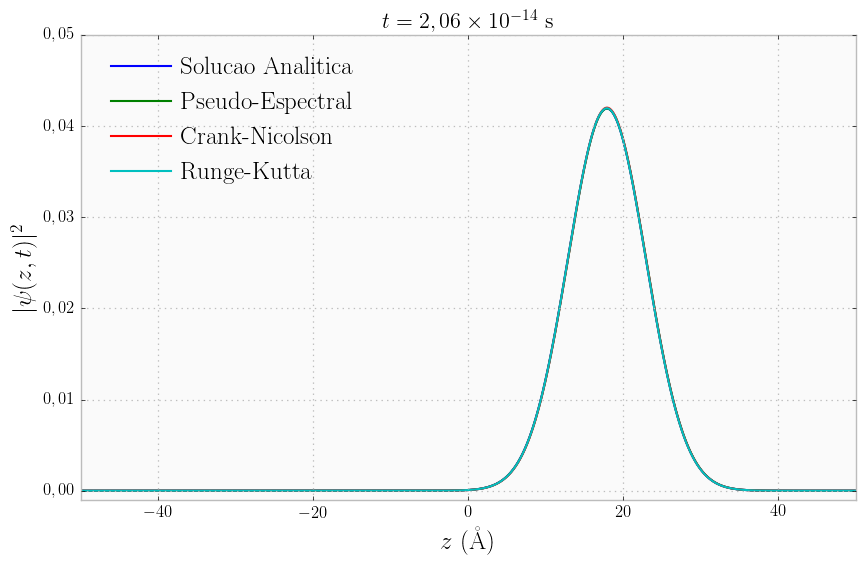 t = 2,06 × 10⁻¹⁴ s
0,05
Solucao Analitica
Pseudo-Espectral
Crank-Nicolson
Runge-Kutta
0,04
0,03
0,02
0,01
0,00
|ψ(z, t)|²
−40 −20 0 20 40
z (Å)